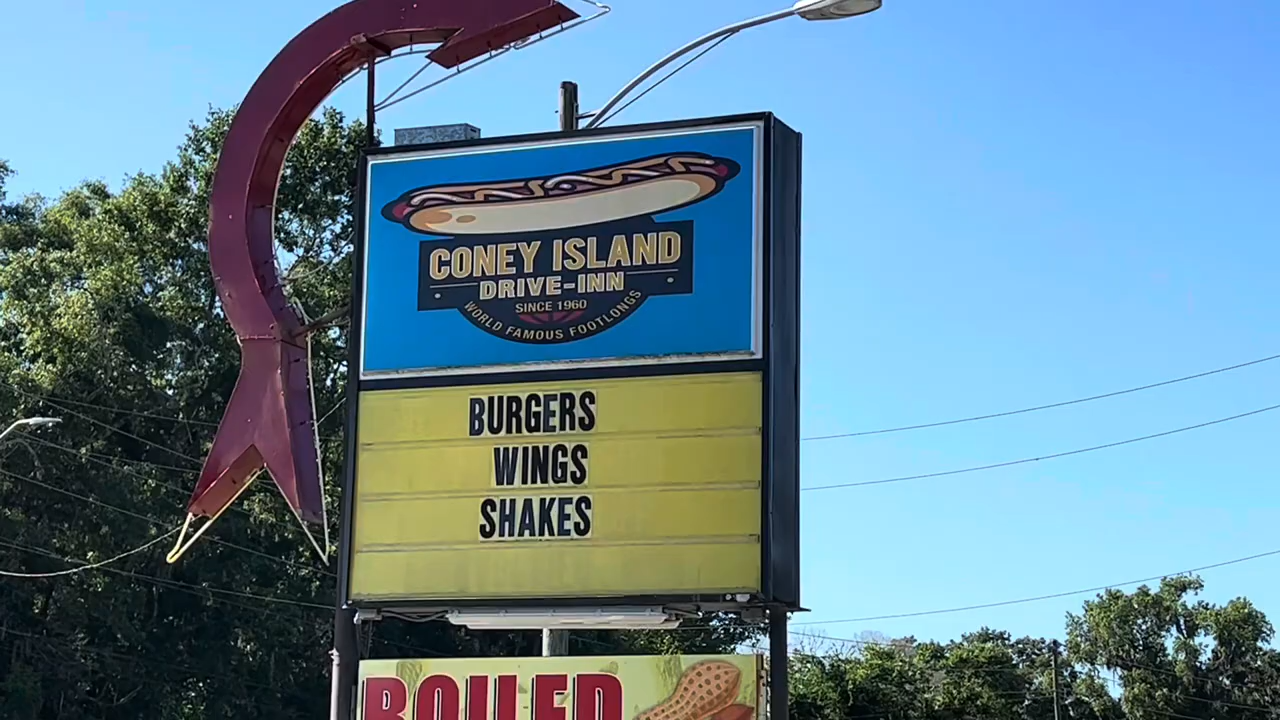 CONEY ISLAND
DRIVE-INN
SINCE 1960
WORLD FAMOUS FOOTLONGS
BURGERS
WINGS
SHAKES
BOILED